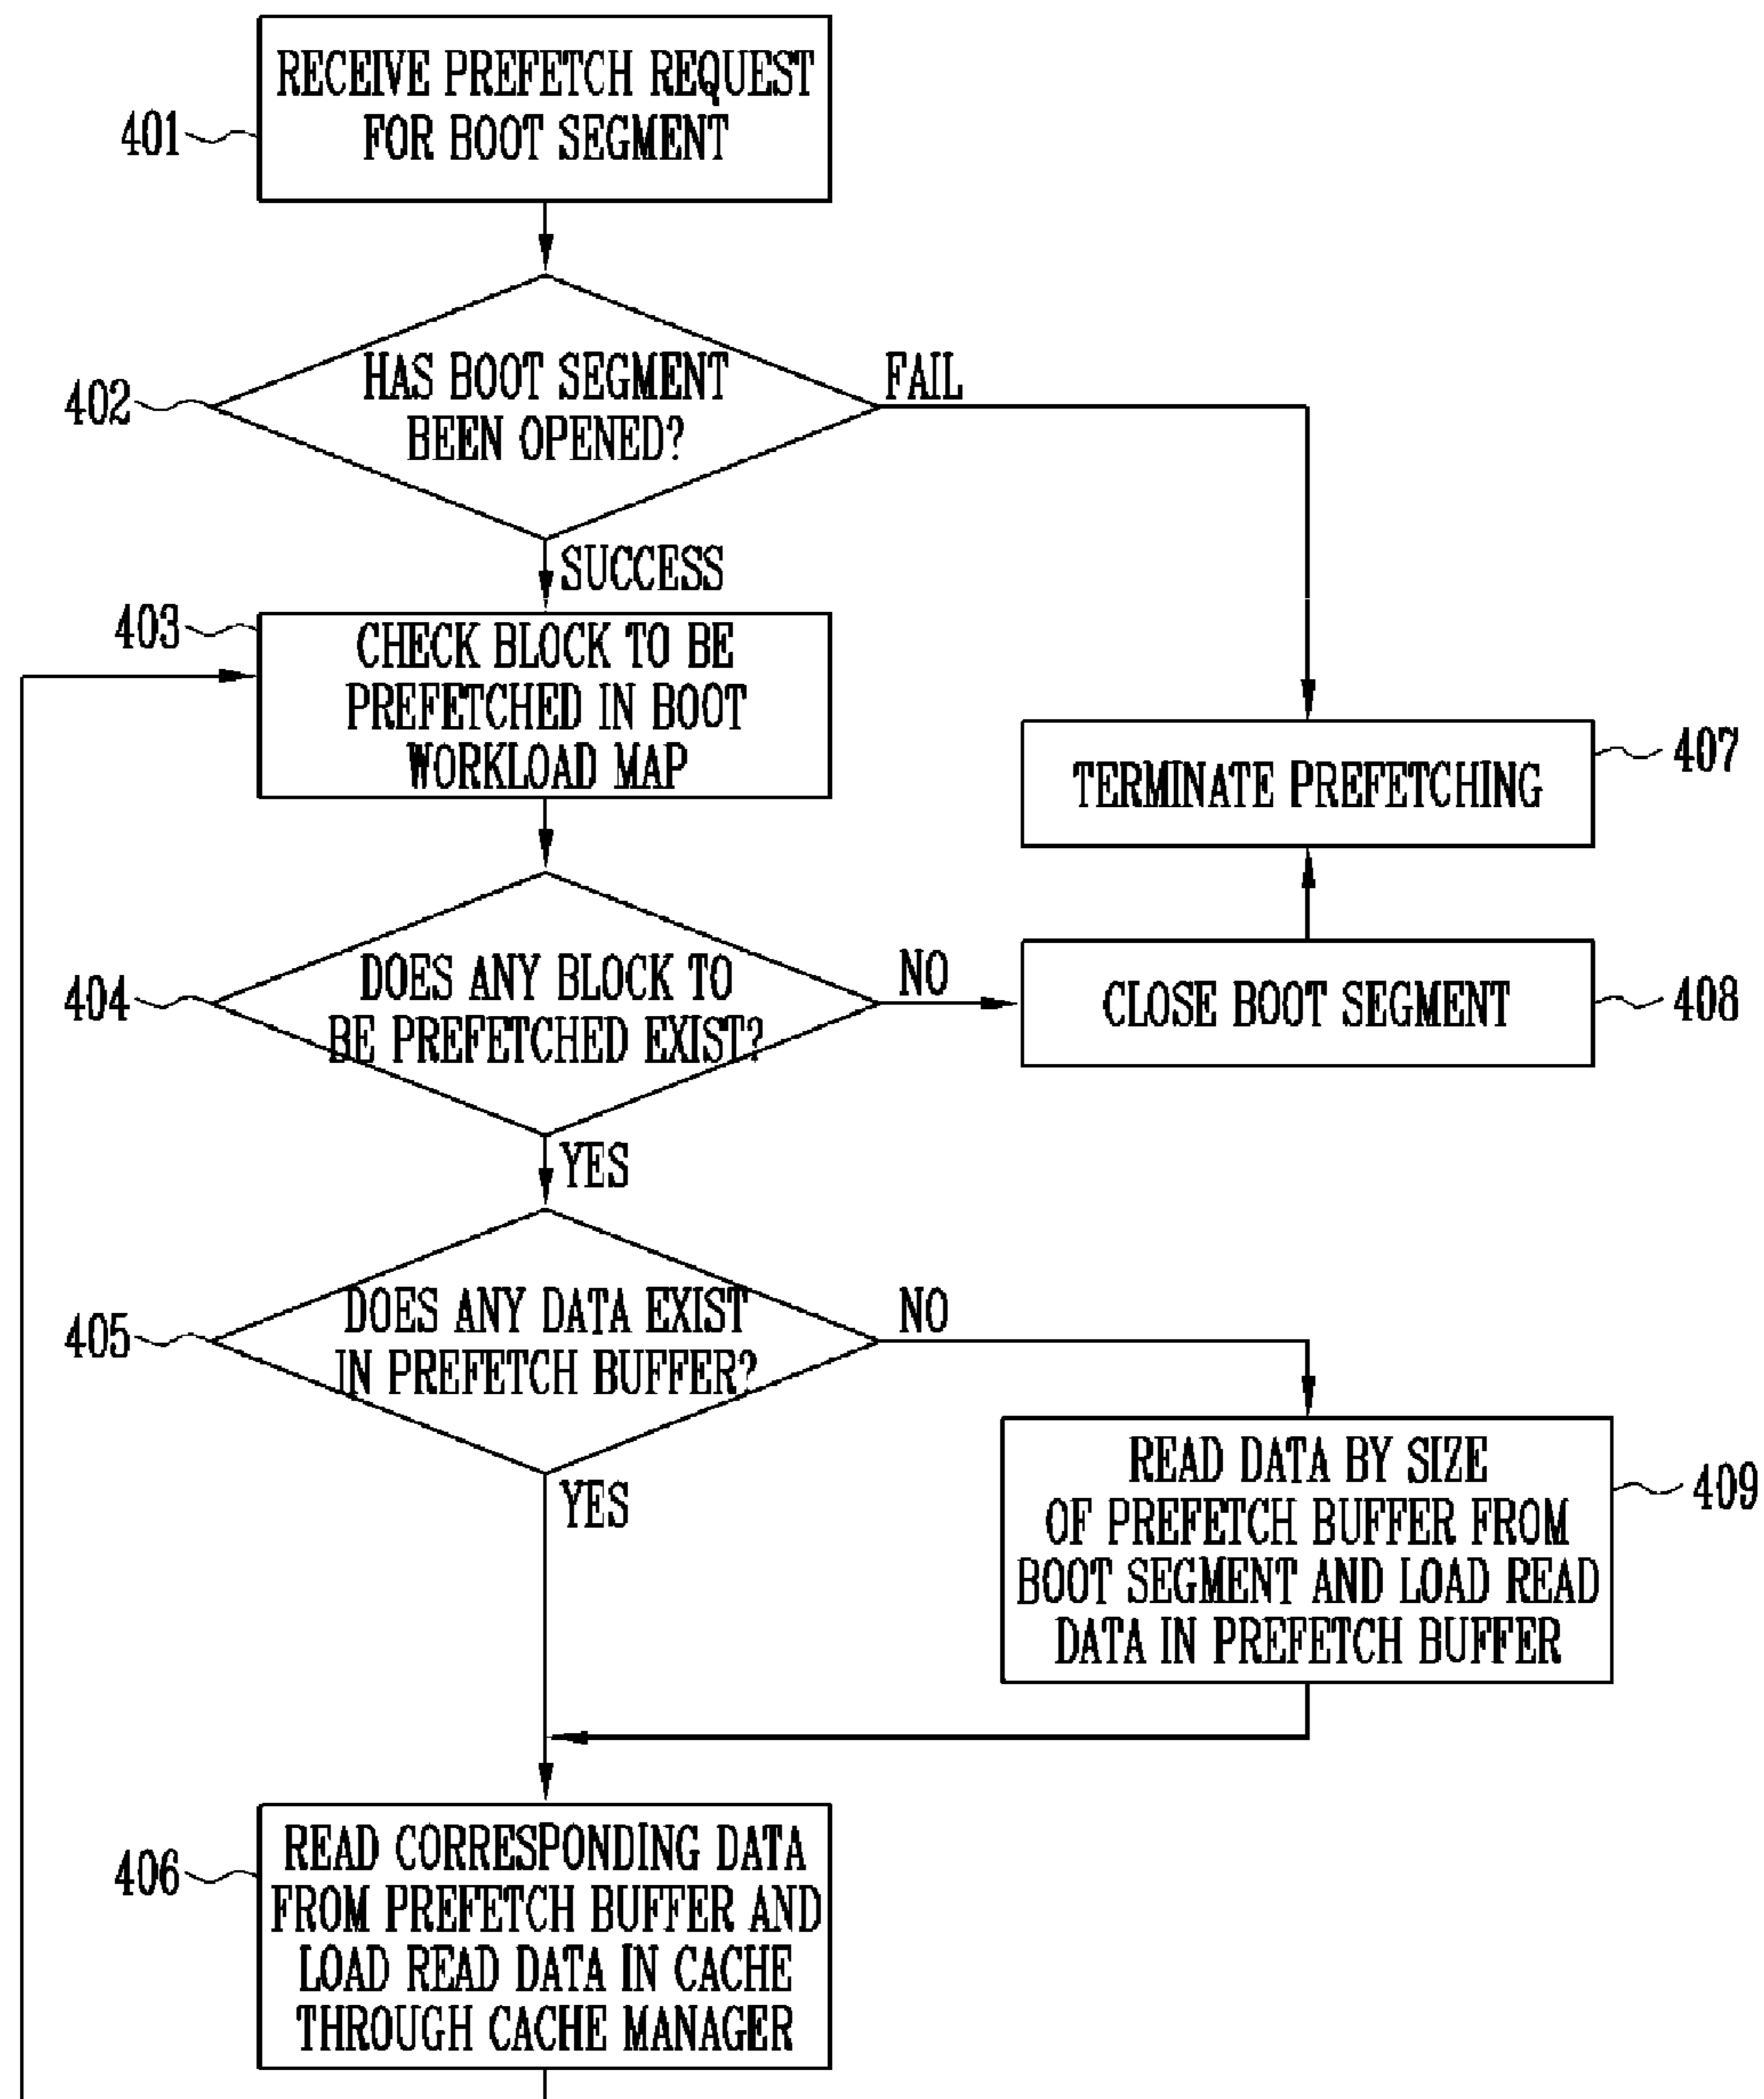 RECEIVE PREFETCH REQUEST
FOR BOOT SEGMENT
401
HAS BOOT SEGMENT
BEEN OPENED?
402
FAIL
SUCCESS
403
CHECK BLOCK TO BE
PREFETCHED IN BOOT
WORKLOAD MAP
TERMINATE PREFETCHING
407
DOES ANY BLOCK TO
BE PREFETCHED EXIST?
404
NO
CLOSE BOOT SEGMENT
408
YES
DOES ANY DATA EXIST
IN PREFETCH BUFFER?
405
NO
YES
READ DATA BY SIZE
OF PREFETCH BUFFER FROM
BOOT SEGMENT AND LOAD READ
DATA IN PREFETCH BUFFER
409
READ CORRESPONDING DATA
FROM PREFETCH BUFFER AND
LOAD READ DATA IN CACHE
THROUGH CACHE MANAGER
406